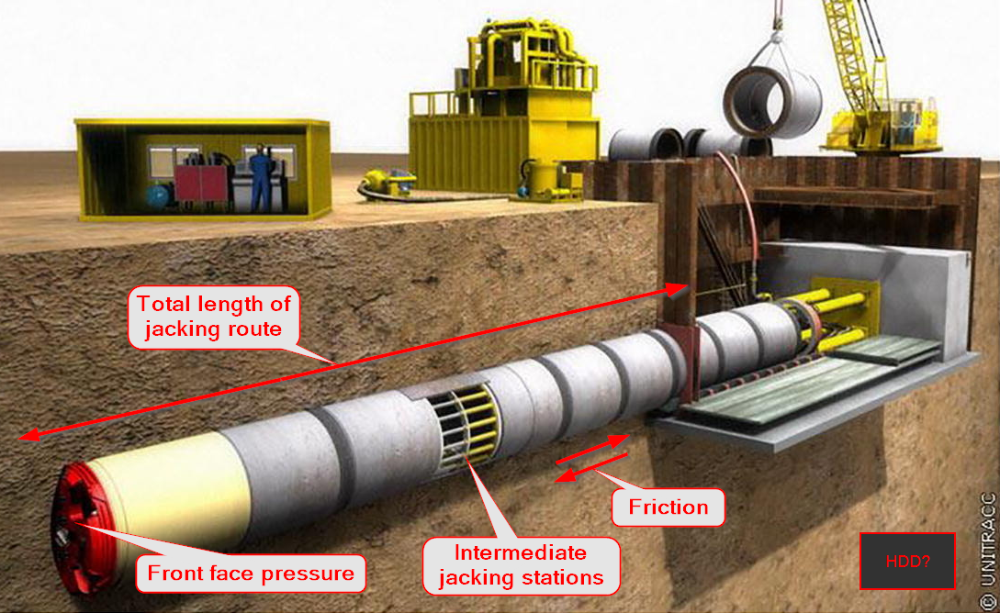 Total length of
jacking route
Friction
Intermediate
jacking stations
Front face pressure
HDD?
© UNITRACC